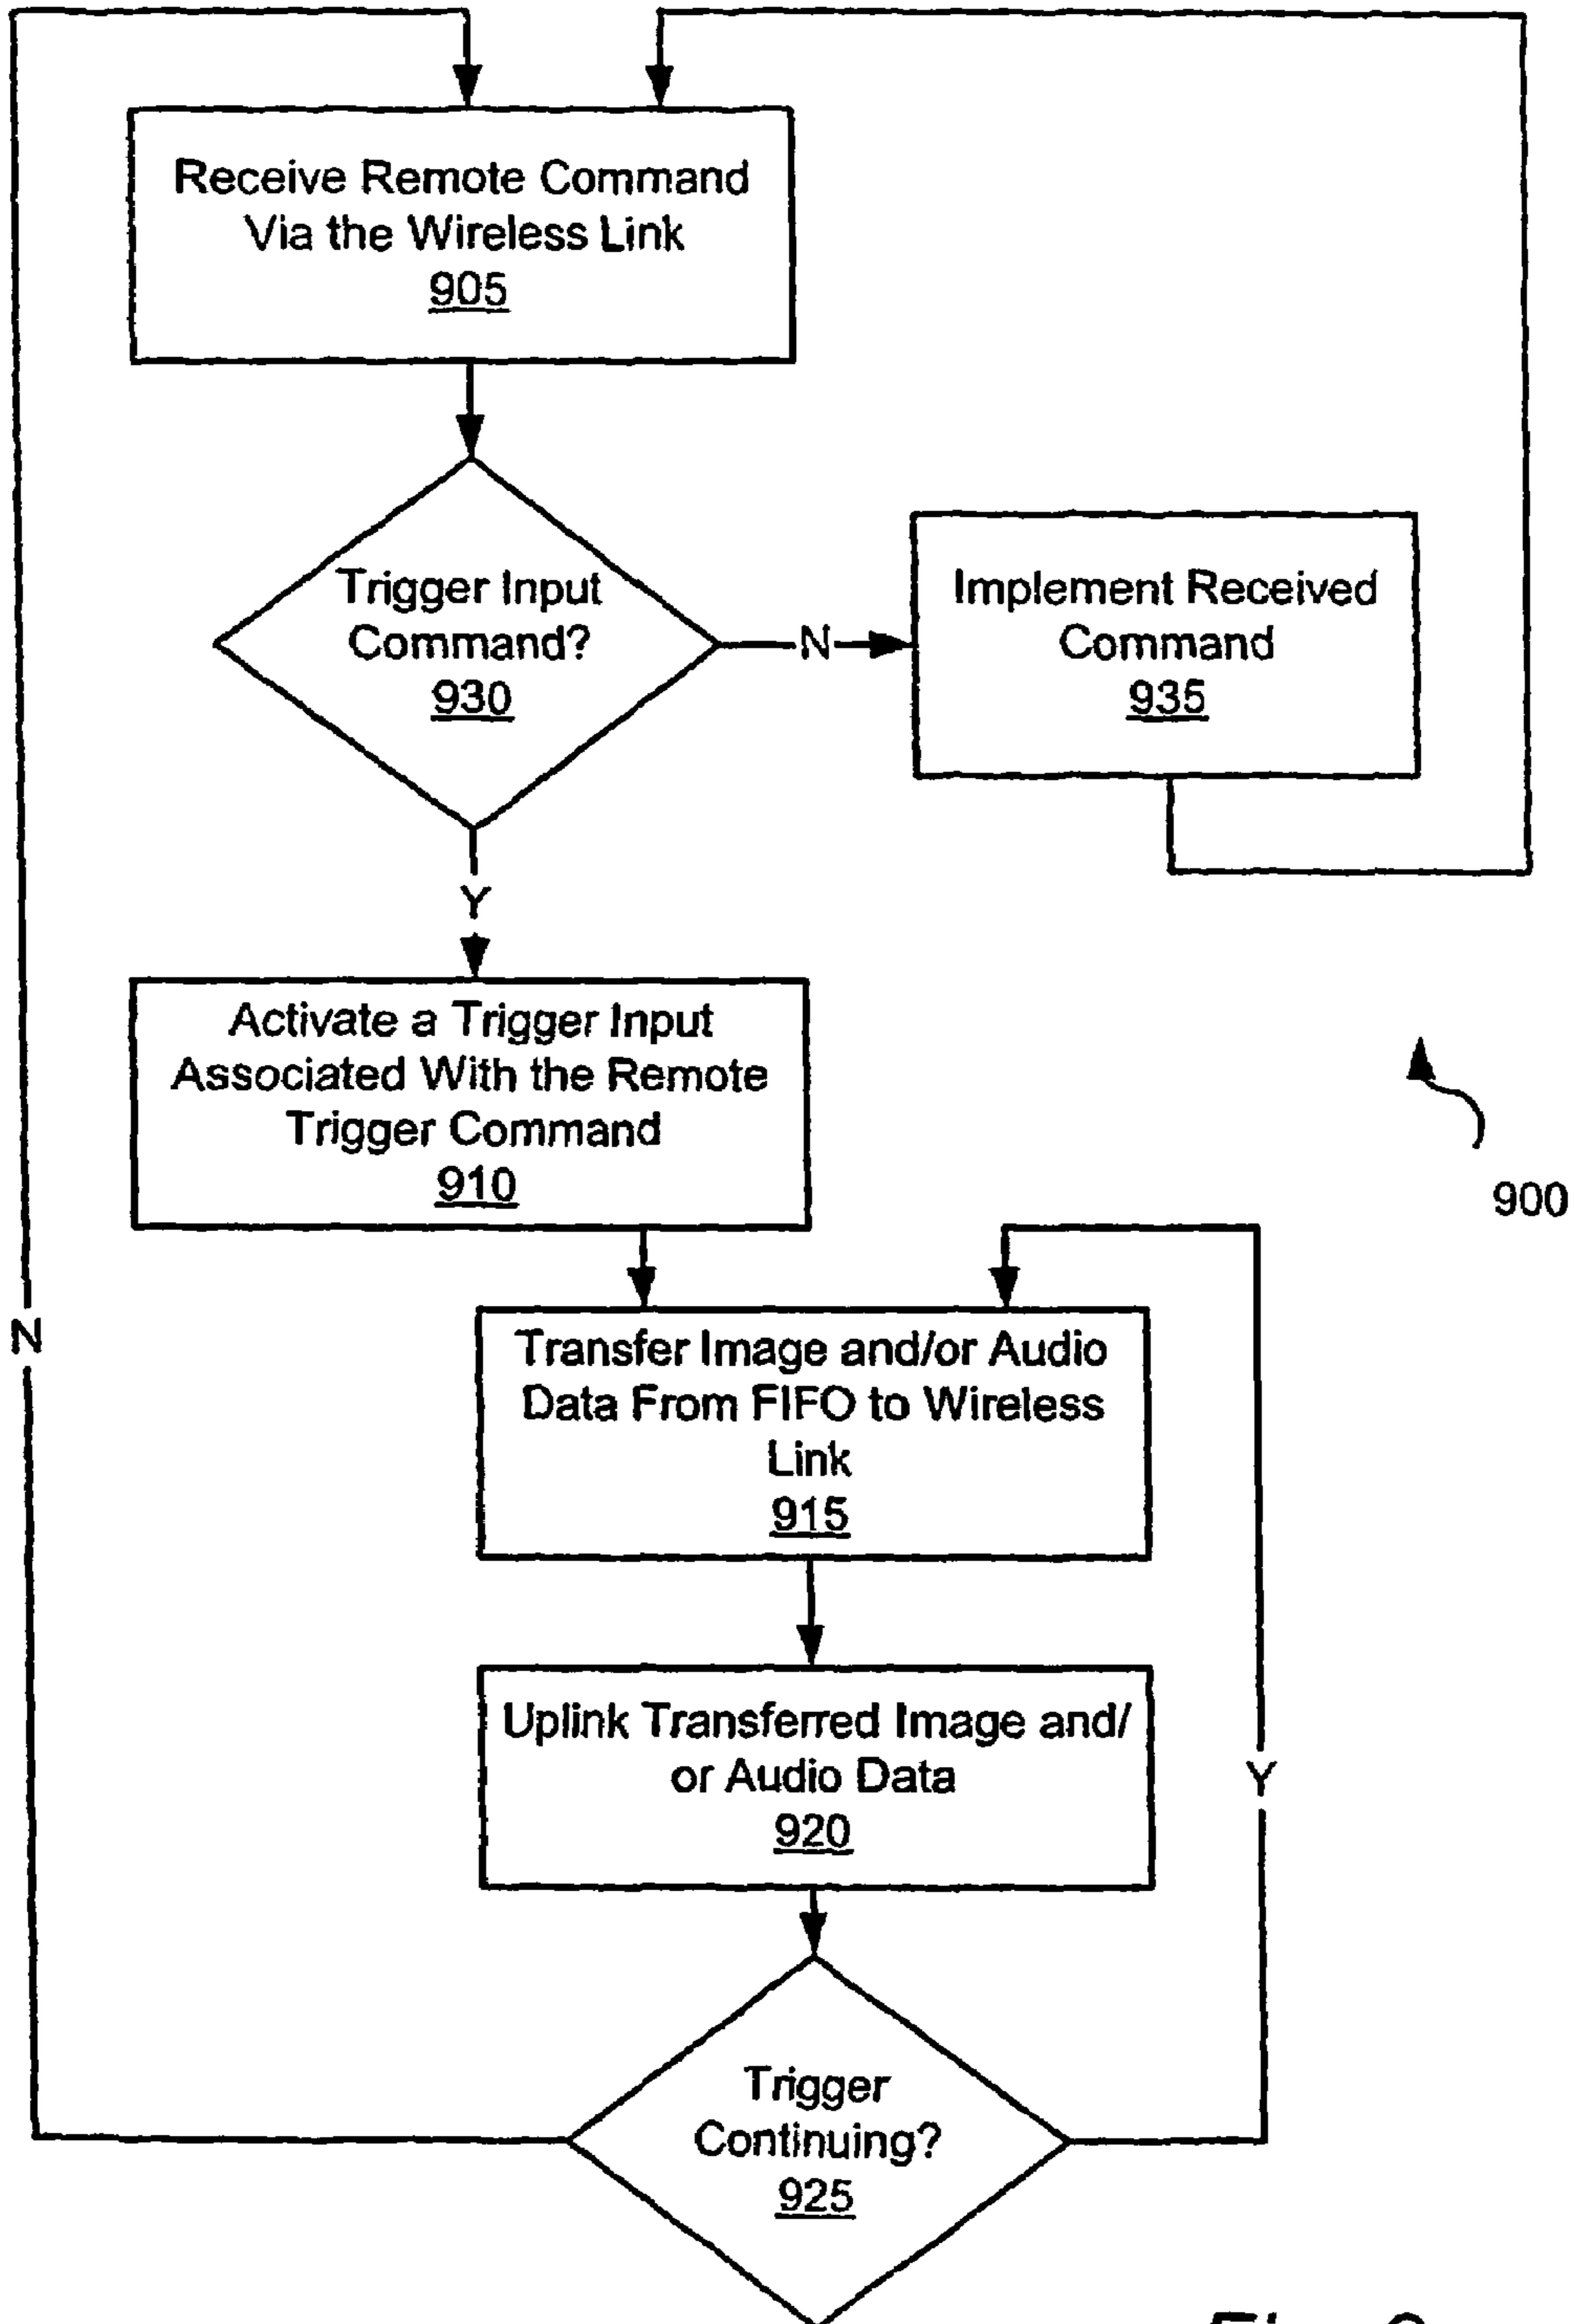 Receive Remote Command
Via the Wireless Link
905
Trigger Input
Command?
930
N
Implement Received
Command
935
Y
Activate a Trigger Input
Associated With the Remote
Trigger Command
910
900
N
Transfer Image and/or Audio
Data From FIFO to Wireless
Link
915
Uplink Transferred Image and/
or Audio Data
920
Y
Trigger
Continuing?
925